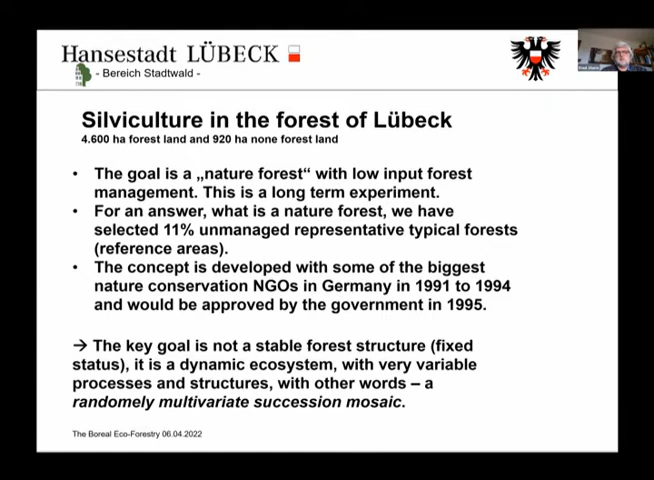 Hansestadt LÜBECK
- Bereich Stadtwald -
Silviculture in the forest of Lübeck
4.600 ha forest land and 920 ha none forest land
• The goal is a „nature forest“ with low input forest
management. This is a long term experiment.
• For an answer, what is a nature forest, we have
selected 11% unmanaged representative typical forests
(reference areas).
• The concept is developed with some of the biggest
nature conservation NGOs in Germany in 1991 to 1994
and would be approved by the government in 1995.
→ The key goal is not a stable forest structure (fixed
status), it is a dynamic ecosystem, with very variable
processes and structures, with other words – a
randomely multivariate succession mosaic.
The Boreal Eco-Forestry 06.04.2022